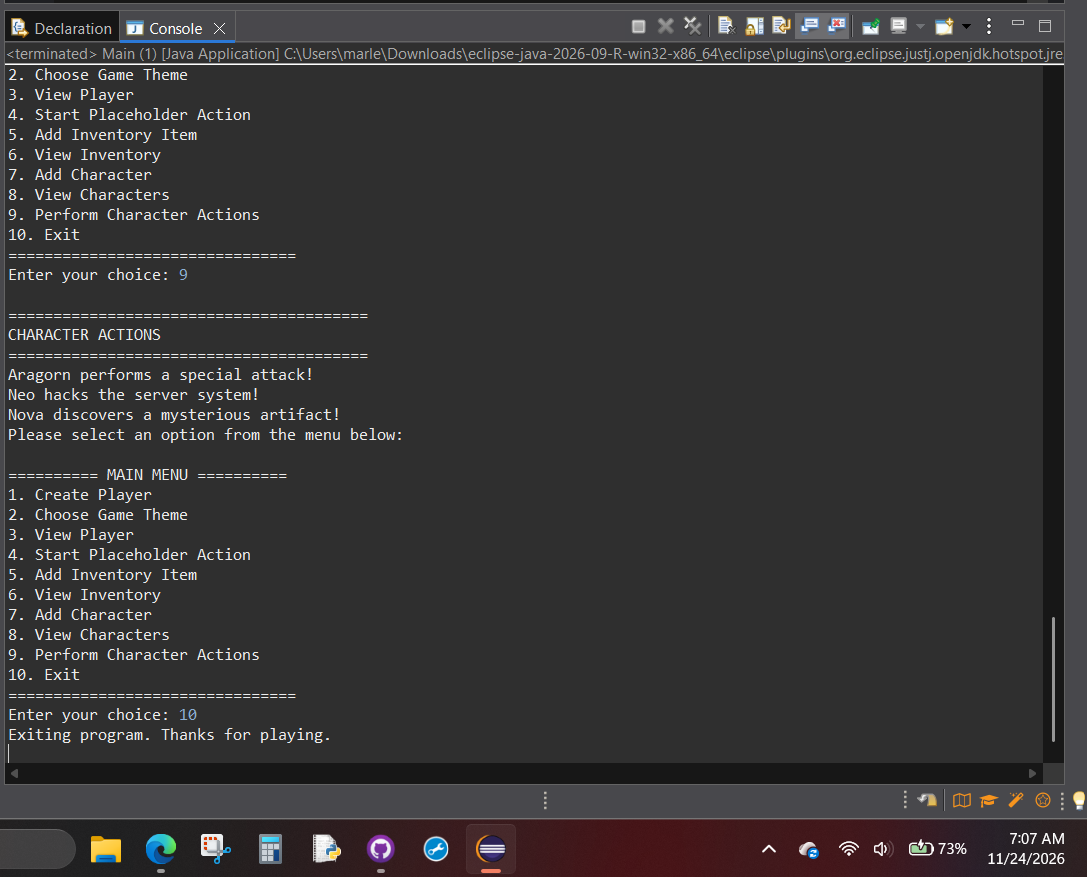 Declaration Console
<terminated> Main (1) [Java Application] C:\Users\marle\Downloads\eclipse-java-2026-09-R-win32-x86_64\eclipse\plugins\org.eclipse.justj.openjdk.hotspot.jre
2. Choose Game Theme
3. View Player
4. Start Placeholder Action
5. Add Inventory Item
6. View Inventory
7. Add Character
8. View Characters
9. Perform Character Actions
10. Exit
================================
Enter your choice: 9
========================================
CHARACTER ACTIONS
========================================
Aragorn performs a special attack!
Neo hacks the server system!
Nova discovers a mysterious artifact!
Please select an option from the menu below:
========== MAIN MENU ==========
1. Create Player
2. Choose Game Theme
3. View Player
4. Start Placeholder Action
5. Add Inventory Item
6. View Inventory
7. Add Character
8. View Characters
9. Perform Character Actions
10. Exit
================================
Enter your choice: 10
Exiting program. Thanks for playing.
7:07 AM
73%
11/24/2026